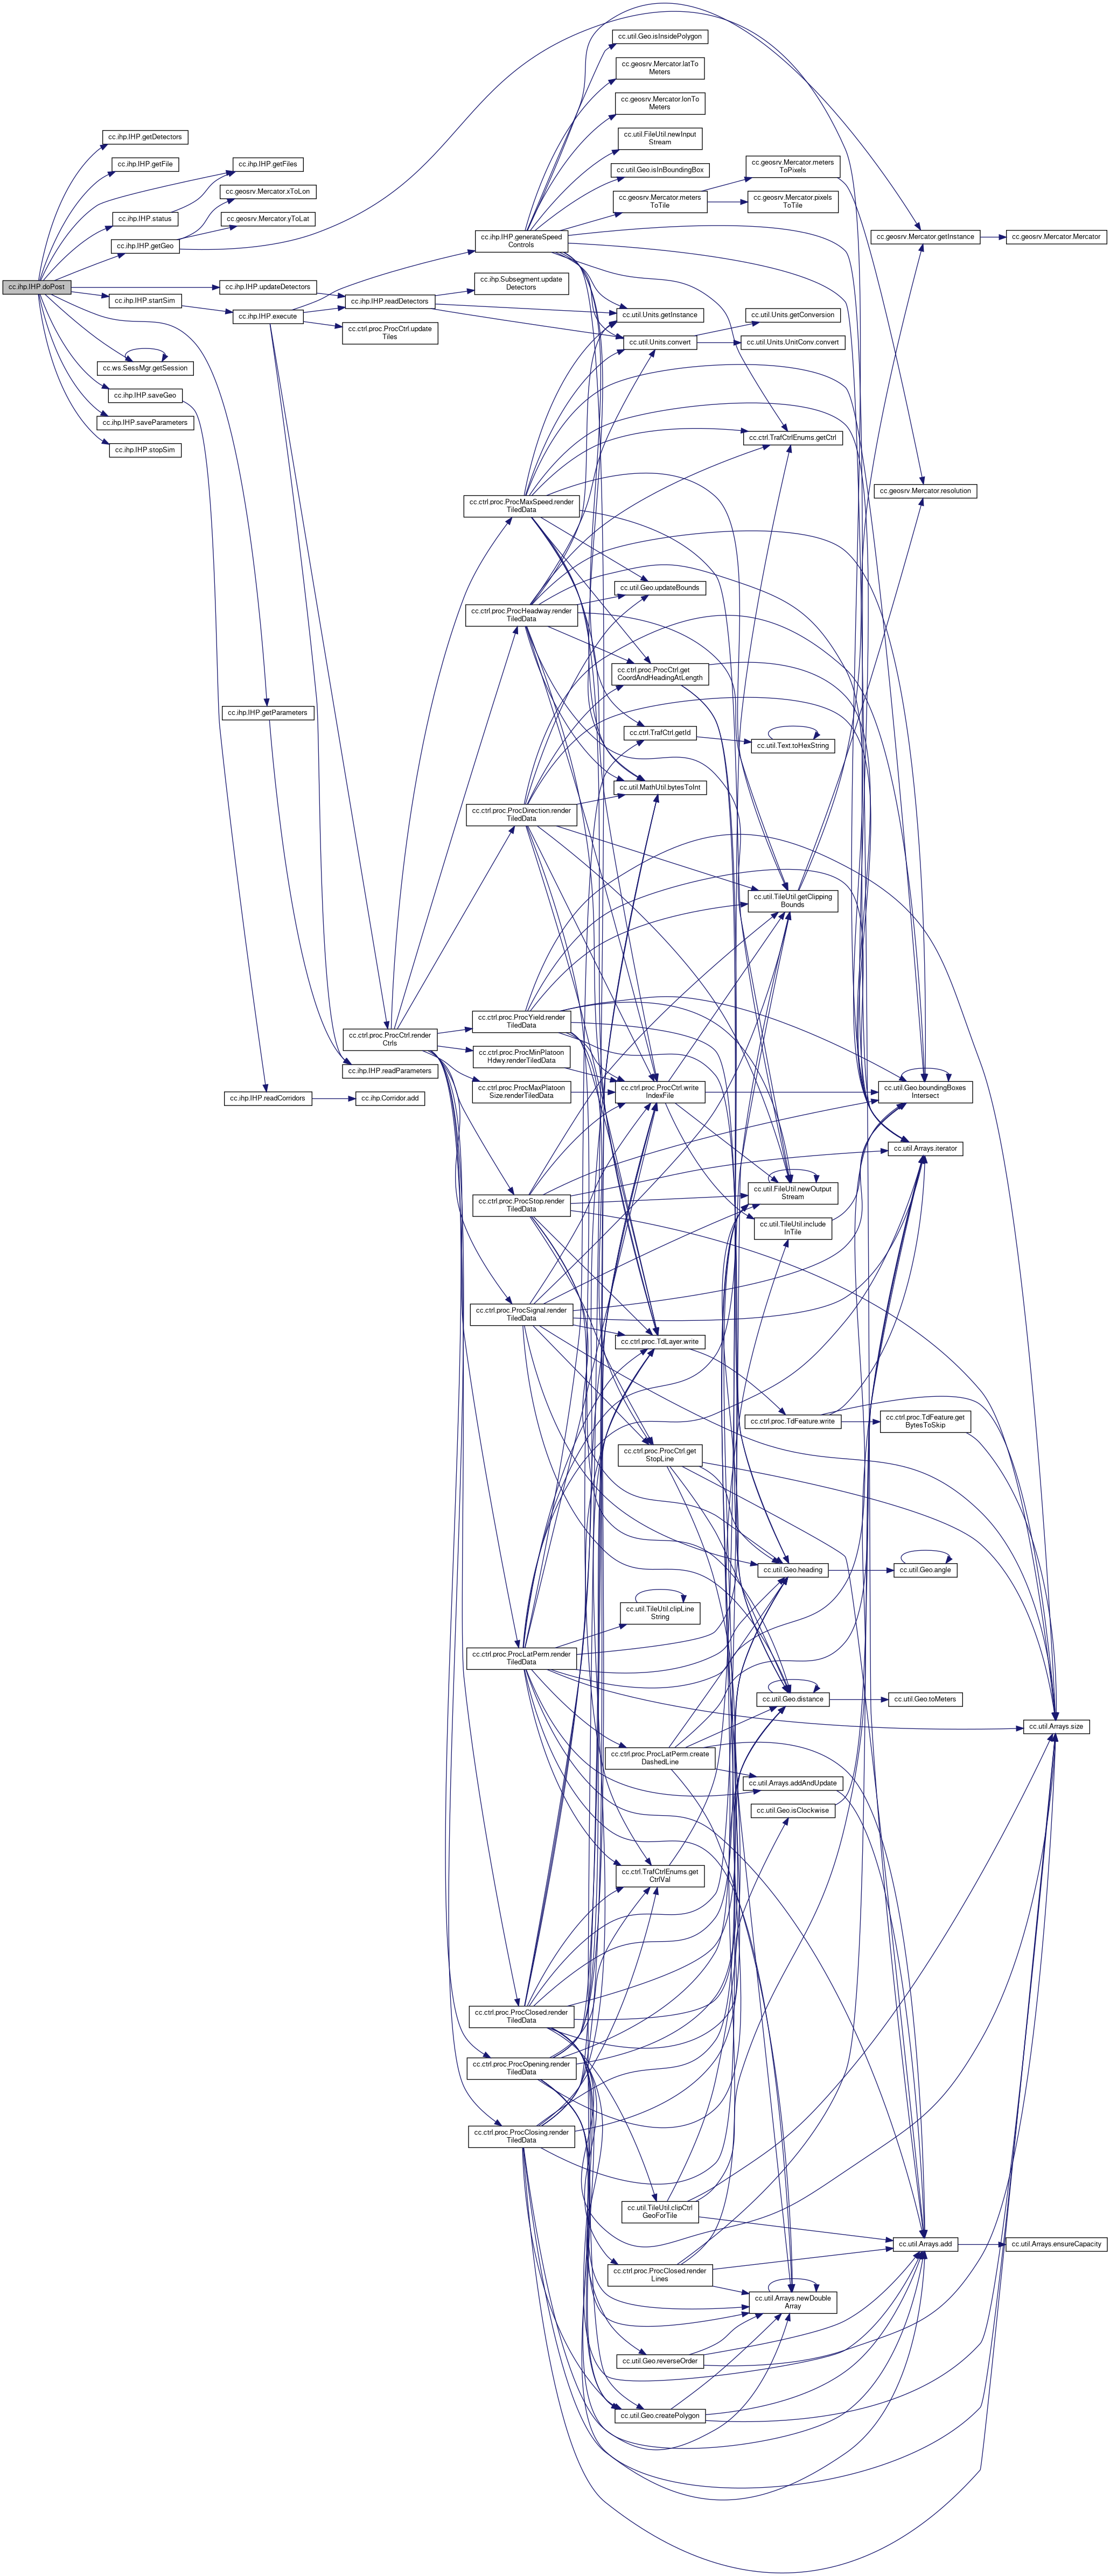 cc.ihp.IHP.doPost
cc.ihp.IHP.getDetectors
cc.ihp.IHP.getFile
cc.ihp.IHP.status
cc.ihp.IHP.getGeo
cc.ihp.IHP.startSim
cc.ws.SessMgr.getSession
cc.ihp.IHP.saveGeo
cc.ihp.IHP.saveParameters
cc.ihp.IHP.stopSim
cc.ihp.IHP.getFiles
cc.geosrv.Mercator.xToLon
cc.geosrv.Mercator.yToLat
cc.ihp.IHP.updateDetectors
cc.ihp.IHP.execute
cc.ihp.IHP.getParameters
cc.ihp.IHP.readCorridors
cc.ihp.IHP.readDetectors
cc.ctrl.proc.ProcCtrl.update
Tiles
cc.ctrl.proc.ProcCtrl.render
Ctrls
cc.ihp.IHP.readParameters
cc.ihp.Corridor.add
cc.ihp.IHP.generateSpeed
Controls
cc.ihp.Subsegment.update
Detectors
cc.ctrl.proc.ProcMaxSpeed.render
TiledData
cc.ctrl.proc.ProcHeadway.render
TiledData
cc.ctrl.proc.ProcDirection.render
TiledData
cc.ctrl.proc.ProcYield.render
TiledData
cc.ctrl.proc.ProcMinPlatoon
Hdwy.renderTiledData
cc.ctrl.proc.ProcMaxPlatoon
Size.renderTiledData
cc.ctrl.proc.ProcStop.render
TiledData
cc.ctrl.proc.ProcSignal.render
TiledData
cc.ctrl.proc.ProcLatPerm.render
TiledData
cc.ctrl.proc.ProcClosed.render
TiledData
cc.ctrl.proc.ProcOpening.render
TiledData
cc.ctrl.proc.ProcClosing.render
TiledData
cc.util.Geo.isInsidePolygon
cc.geosrv.Mercator.latTo
Meters
cc.geosrv.Mercator.lonTo
Meters
cc.util.FileUtil.newInput
Stream
cc.util.Geo.isInBoundingBox
cc.geosrv.Mercator.meters
ToTile
cc.util.Units.getInstance
cc.util.Units.convert
cc.util.Geo.updateBounds
cc.ctrl.proc.ProcCtrl.get
CoordAndHeadingAtLength
cc.ctrl.TrafCtrl.getId
cc.util.MathUtil.bytesToInt
cc.ctrl.proc.ProcCtrl.write
IndexFile
cc.ctrl.proc.TdLayer.write
cc.ctrl.proc.ProcCtrl.get
StopLine
cc.util.TileUtil.clipLine
String
cc.ctrl.proc.ProcLatPerm.create
DashedLine
cc.ctrl.TrafCtrlEnums.get
CtrlVal
cc.util.TileUtil.clipCtrl
GeoForTile
cc.ctrl.proc.ProcClosed.render
Lines
cc.util.Geo.reverseOrder
cc.util.Geo.createPolygon
cc.geosrv.Mercator.meters
ToPixels
cc.geosrv.Mercator.pixels
ToTile
cc.util.Units.getConversion
cc.util.Units.UnitConv.convert
cc.ctrl.TrafCtrlEnums.getCtrl
cc.util.Text.toHexString
cc.util.TileUtil.getClipping
Bounds
cc.util.FileUtil.newOutput
Stream
cc.util.TileUtil.include
InTile
cc.ctrl.proc.TdFeature.write
cc.util.Geo.heading
cc.util.Geo.distance
cc.util.Arrays.addAndUpdate
cc.util.Geo.isClockwise
cc.util.Arrays.newDouble
Array
cc.geosrv.Mercator.getInstance
cc.geosrv.Mercator.resolution
cc.util.Geo.boundingBoxes
Intersect
cc.util.Arrays.iterator
cc.ctrl.proc.TdFeature.get
BytesToSkip
cc.util.Geo.angle
cc.util.Geo.toMeters
cc.util.Arrays.add
cc.geosrv.Mercator.Mercator
cc.util.Arrays.size
cc.util.Arrays.ensureCapacity